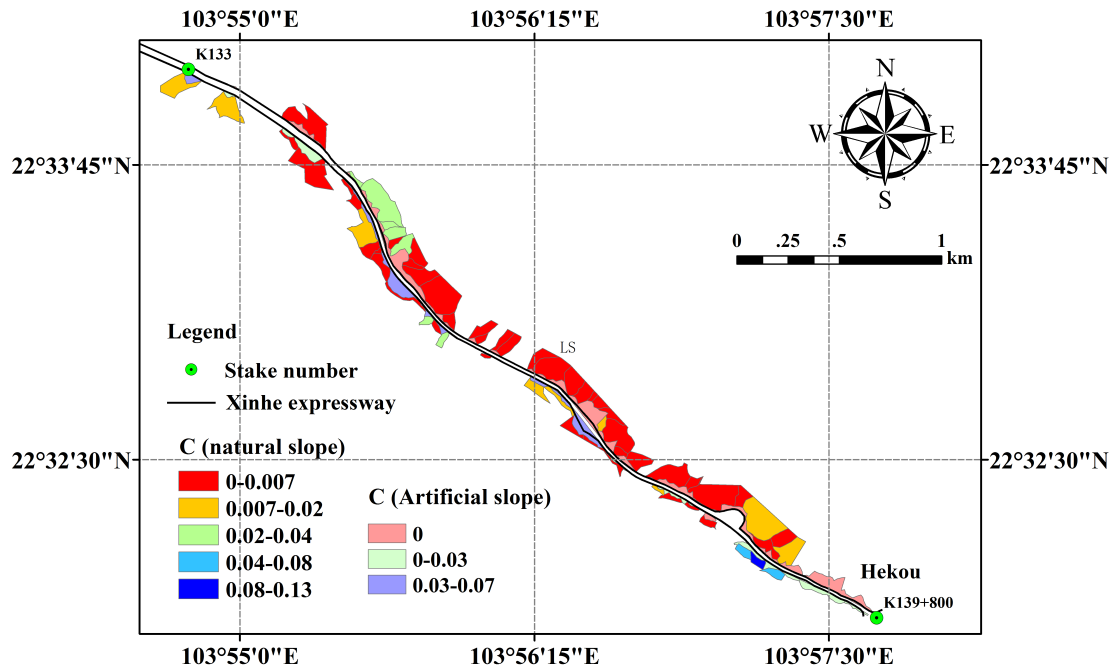 103°55'0"E
103°56'15"E
103°57'30"E
K133
N
W
E
S
22°33'45"N
22°33'45"N
0
.25
.5
1
km
Legend
Stake number
Xinhe expressway
LS
C (natural slope)
0-0.007
0.007-0.02
0.02-0.04
0.04-0.08
0.08-0.13
C (Artificial slope)
0
0-0.03
0.03-0.07
22°32'30"N
22°32'30"N
Hekou
K139+800
103°55'0"E
103°56'15"E
103°57'30"E